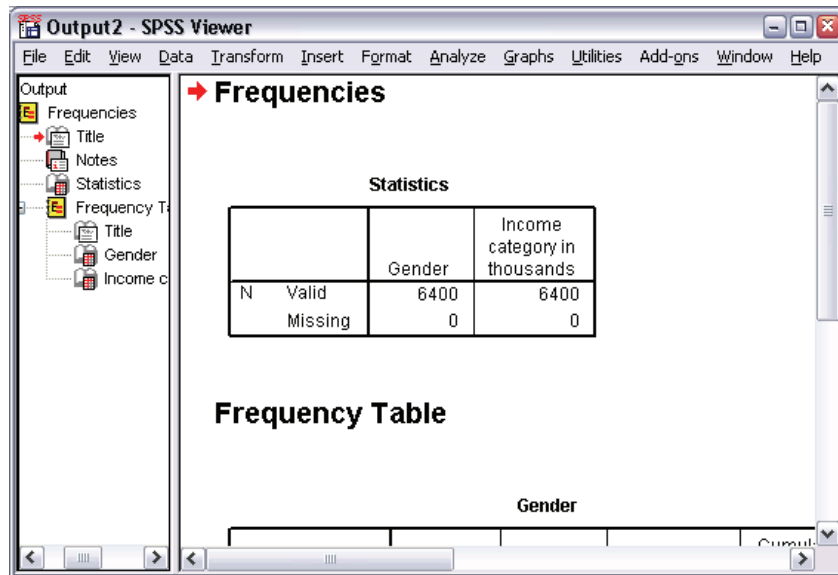 Output2 - SPSS Viewer
File Edit View Data Transform Insert Format Analyze Graphs Utilities Add-ons Window Help
Output
Frequencies
Title
Notes
Statistics
Frequency Ta
Title
Gender
Income c
Frequencies
Statistics
Gender
Income category in thousands
N Valid 6400 6400
Missing 0 0
Frequency Table
Gender